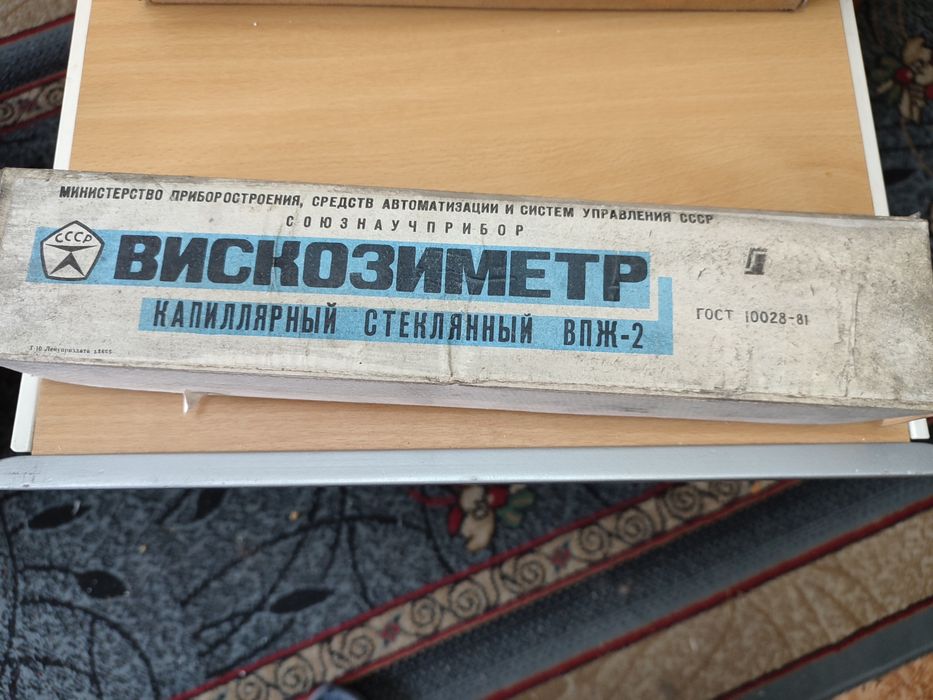 МИНИСТЕРСТВО ПРИБОРОСТРОЕНИЯ, СРЕДСТВ АВТОМАТИЗАЦИИ И СИСТЕМ УПРАВЛЕНИЯ СССР
СОЮЗНАУЧПРИБОР
СССР
ВИСКОЗИМЕТР
КАПИЛЛЯРНЫЙ СТЕКЛЯННЫЙ ВПЖ-2
ГОСТ 10028-81